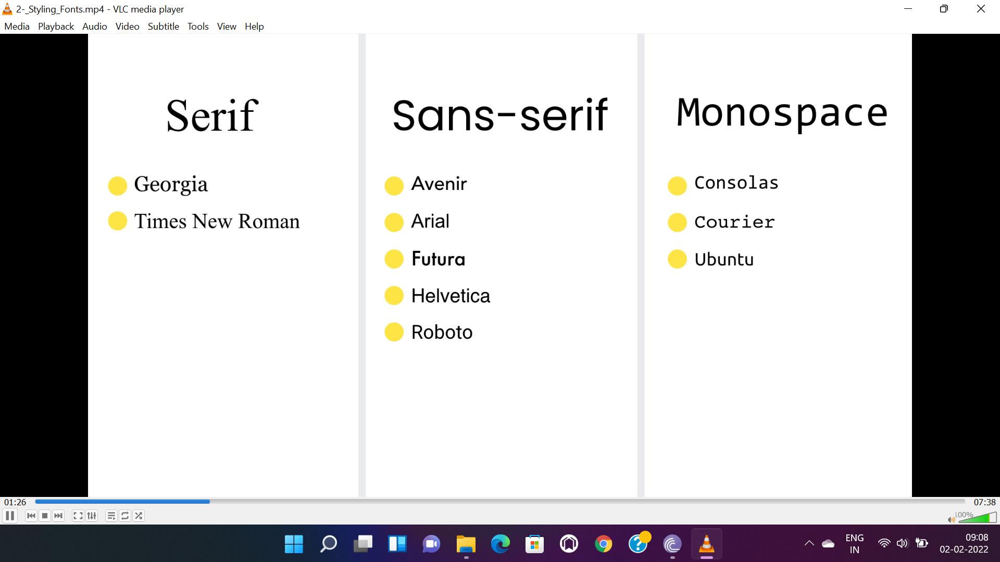 2-_Styling_Fonts.mp4 - VLC media player
Media Playback Audio Video Subtitle Tools View Help
Serif
Georgia
Times New Roman
Sans-serif
Avenir
Arial
Futura
Helvetica
Roboto
Monospace
Consolas
Courier
Ubuntu
01:26
07:38
100%
ENG
IN
09:08
02-02-2022